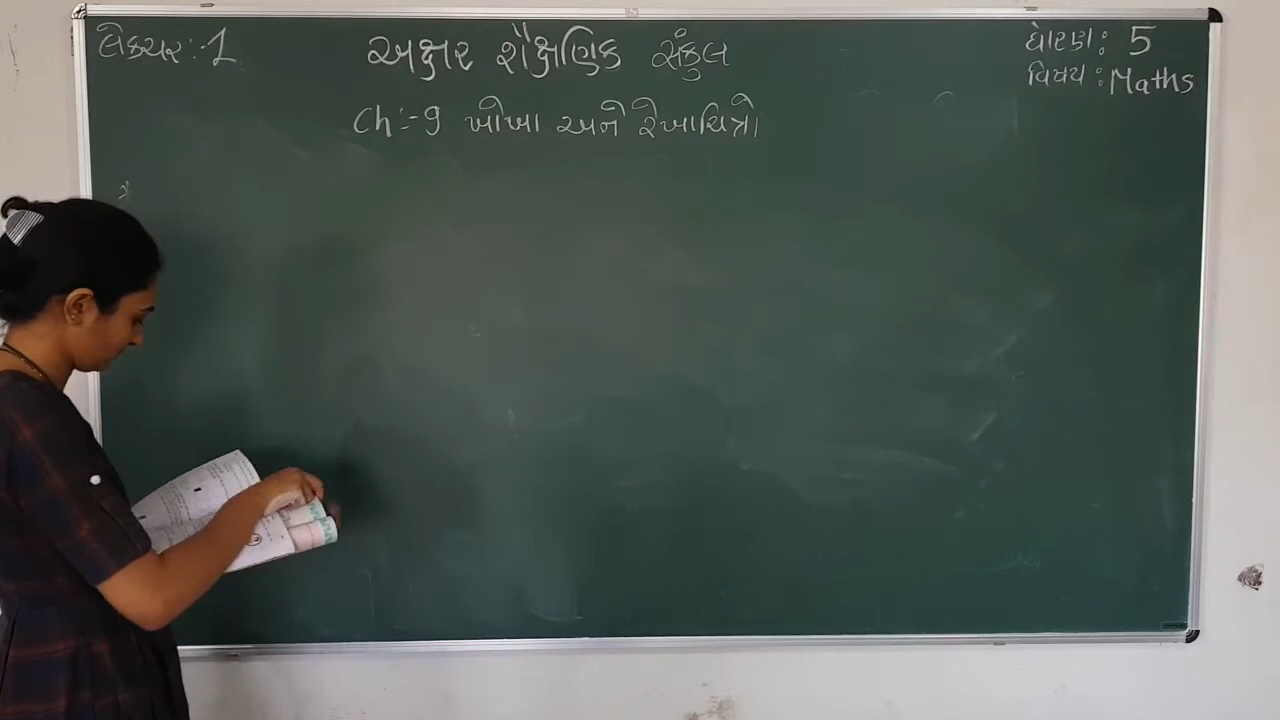 લેક્ચર:-1
અક્ષર શૈક્ષણિક સંકુલ
ધોરણ: 5
વિષય: Maths
Ch:-9 ખોખા અને રેખાચિત્રો